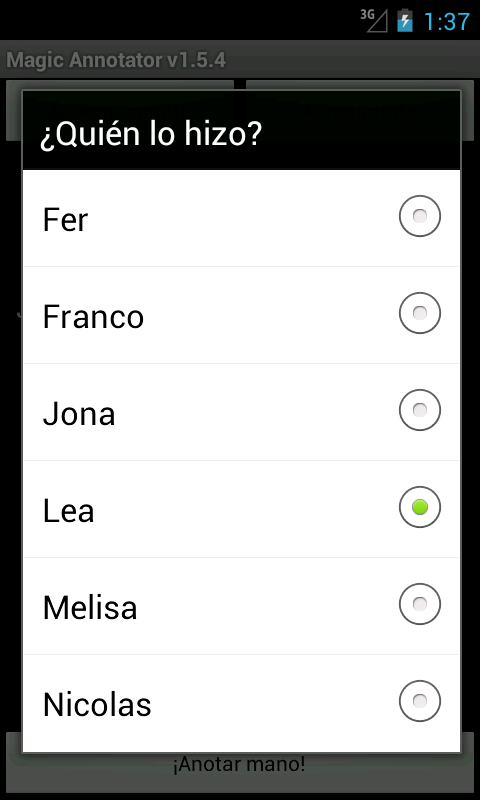 3G 1:37
Magic Annotator v1.5.4
¿Quién lo hizo?
Fer
Franco
Jona
Lea
Melisa
Nicolas
¡Anotar mano!